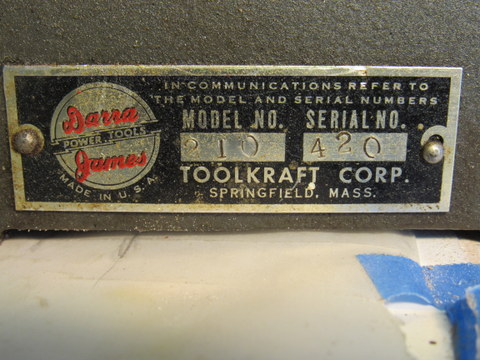 IN COMMUNICATIONS REFER TO
THE MODEL AND SERIAL NUMBERS
Darra
POWER TOOLS
James
MADE IN U.S.A.
MODEL NO. SERIAL NO.
210 420
TOOLKRAFT CORP.
SPRINGFIELD, MASS.